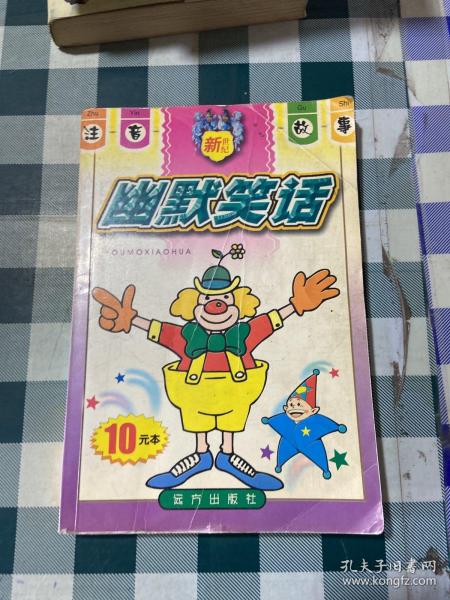 Zhu Yin Gu Shi
注音 故事
新世纪
幽默笑话
YOUMOXIAOHUA
10元本
远方出版社
孔夫子旧书网
www.kongfz.com